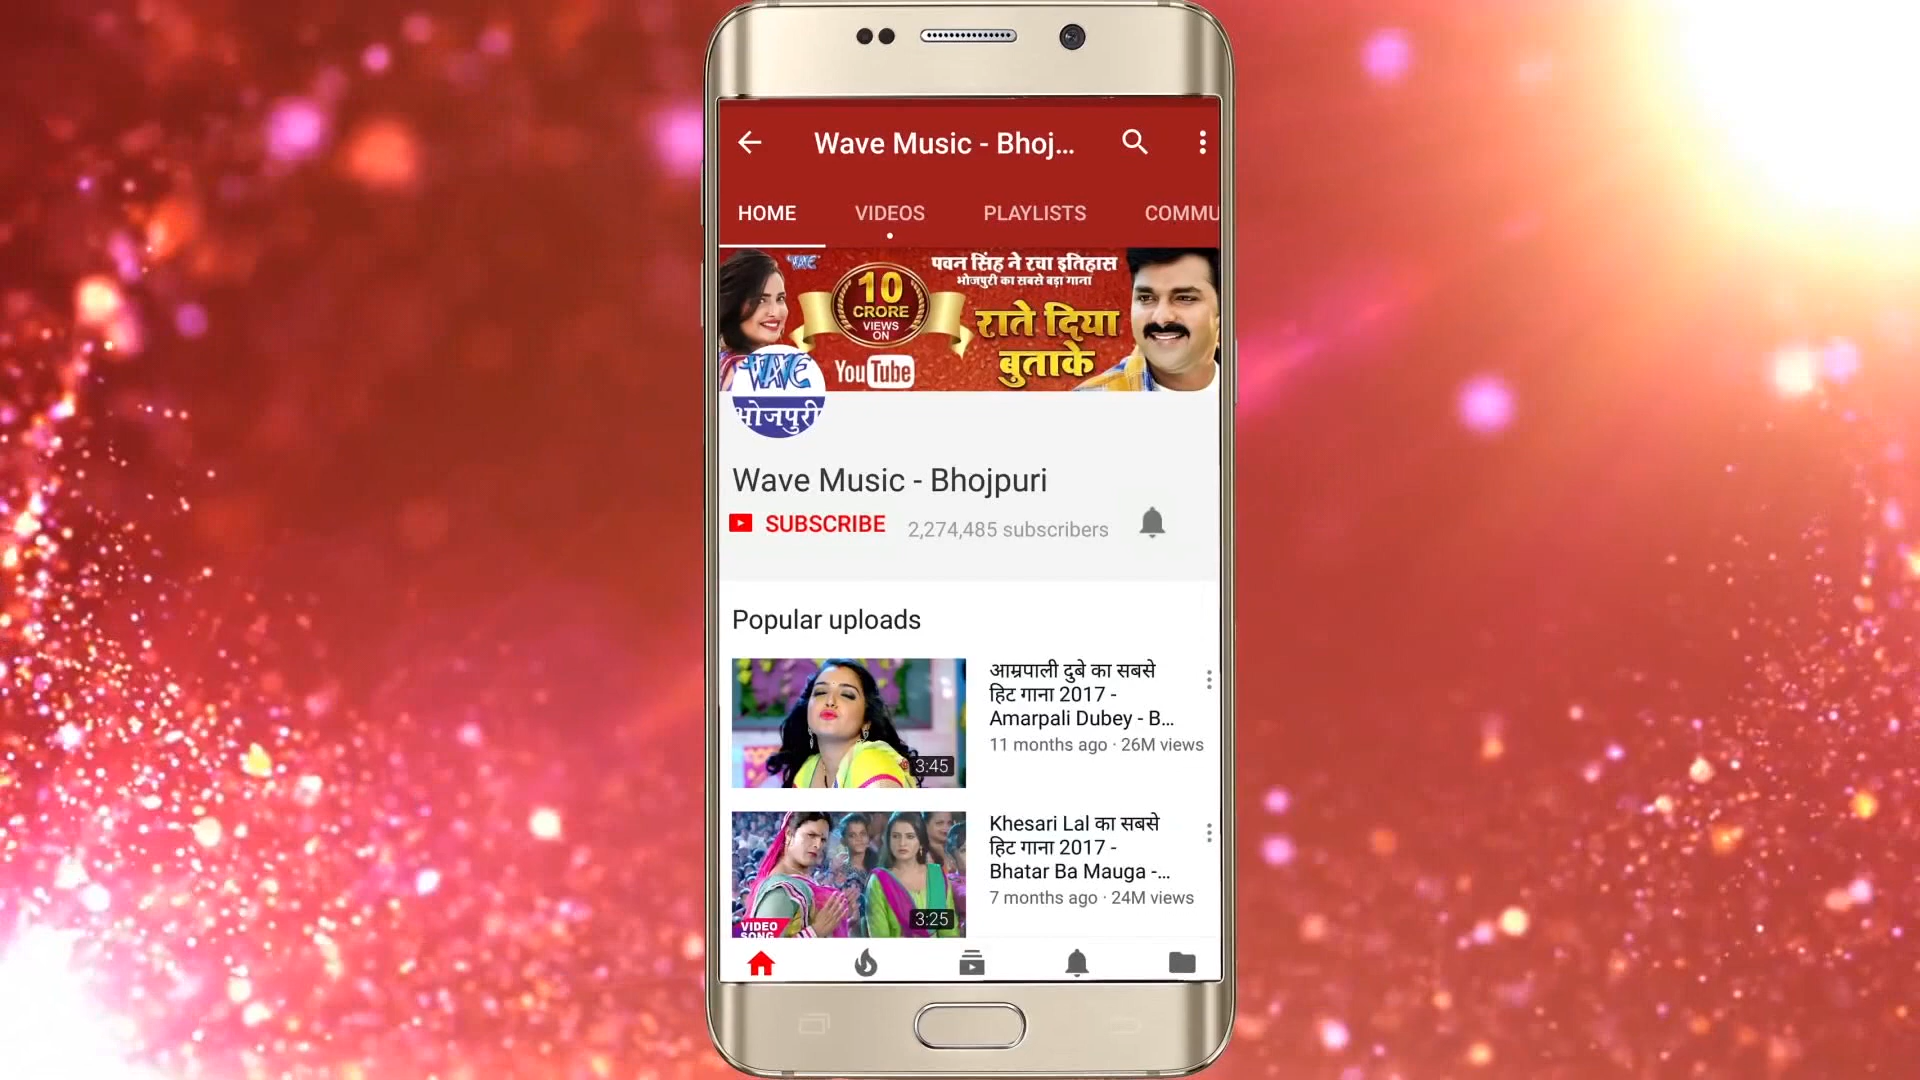 Wave Music - Bhoj...
HOME VIDEOS PLAYLISTS COMMU
WAVE
10
CRORE
VIEWS
ON
YouTube
पवन सिंह ने रचा इतिहास
भोजपुरी का सबसे बड़ा गाना
राते दिया
बुताके
WAVE
भोजपुरी
Wave Music - Bhojpuri
SUBSCRIBE 2,274,485 subscribers
Popular uploads
3:45
आम्रपाली दुबे का सबसे
हिट गाना 2017 -
Amarpali Dubey - B...
11 months ago · 26M views
VIDEO
SONG
3:25
Khesari Lal का सबसे
हिट गाना 2017 -
Bhatar Ba Mauga -...
7 months ago · 24M views